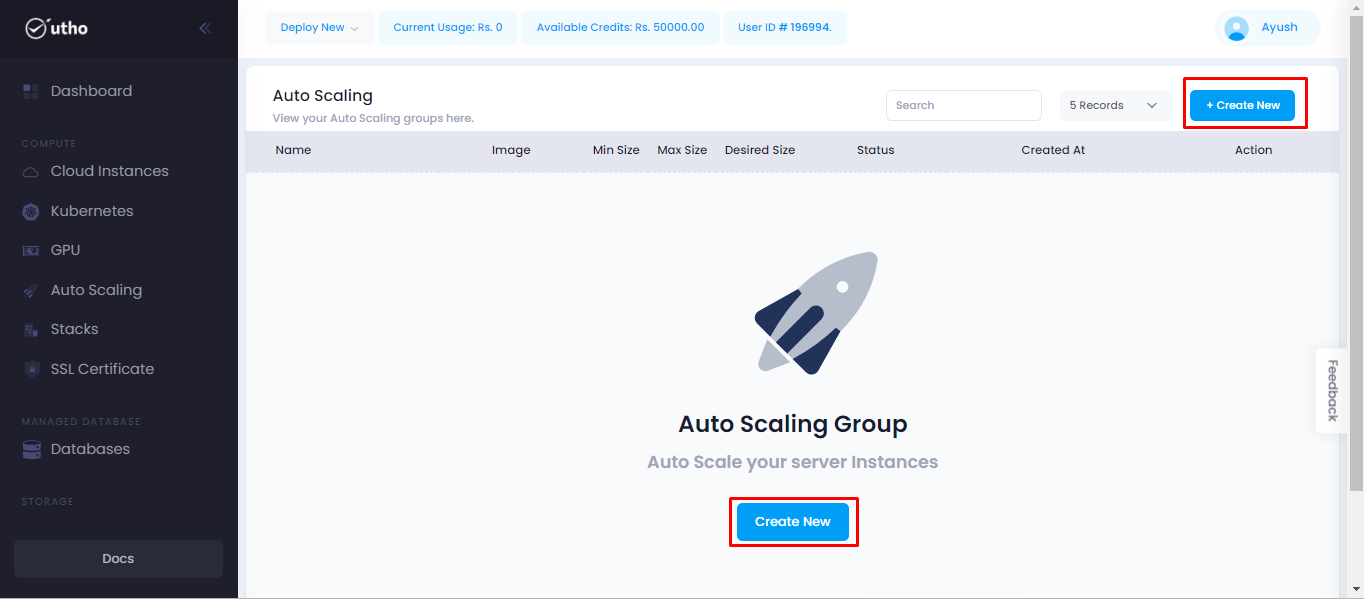 utho
Deploy New
Current Usage: Rs. 0
Available Credits: Rs. 50000.00
User ID # 196994.
Ayush
Dashboard
COMPUTE
Cloud Instances
Kubernetes
GPU
Auto Scaling
Stacks
SSL Certificate
MANAGED DATABASE
Databases
STORAGE
Docs
Auto Scaling
View your Auto Scaling groups here.
Search
5 Records
+ Create New
Name Image Min Size Max Size Desired Size Status Created At Action
Auto Scaling Group
Auto Scale your server Instances
Create New
Feedback